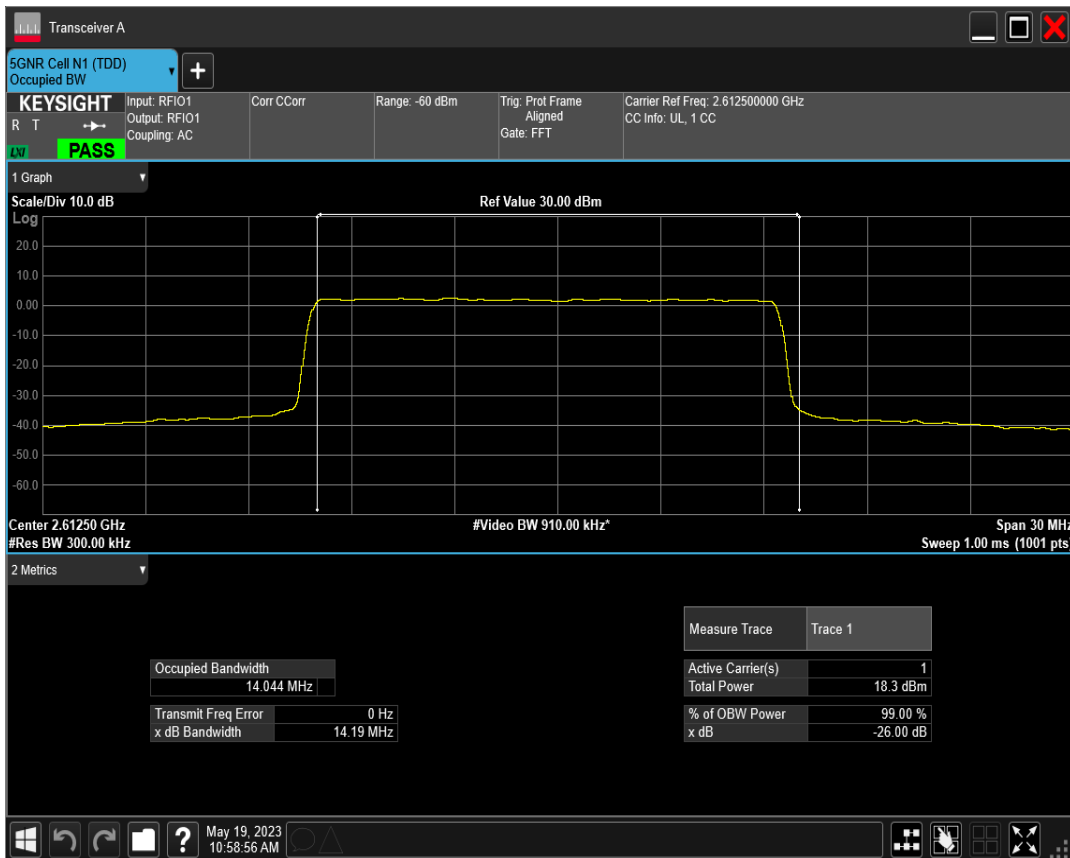 Transceiver A
5GNR Cell N1 (TDD)
Occupied BW
+
KEYSIGHT
R T
LXI
PASS
Input: RFIO1
Output: RFIO1
Coupling: AC
Corr CCorr
Range: -60 dBm
Trig: Prot Frame
Aligned
Gate: FFT
Carrier Ref Freq: 2.612500000 GHz
CC Info: UL, 1 CC
1 Graph
Scale/Div 10.0 dB
Ref Value 30.00 dBm
Log
20.0
10.0
0.00
-10.0
-20.0
-30.0
-40.0
-50.0
-60.0
Center 2.61250 GHz
#Video BW 910.00 kHz*
Span 30 MHz
#Res BW 300.00 kHz
Sweep 1.00 ms (1001 pts)
2 Metrics
Measure Trace Trace 1
Occupied Bandwidth
14.044 MHz
Active Carrier(s) 1
Total Power 18.3 dBm
Transmit Freq Error 0 Hz
x dB Bandwidth 14.19 MHz
% of OBW Power 99.00 %
x dB -26.00 dB
?
May 19, 2023
10:58:56 AM